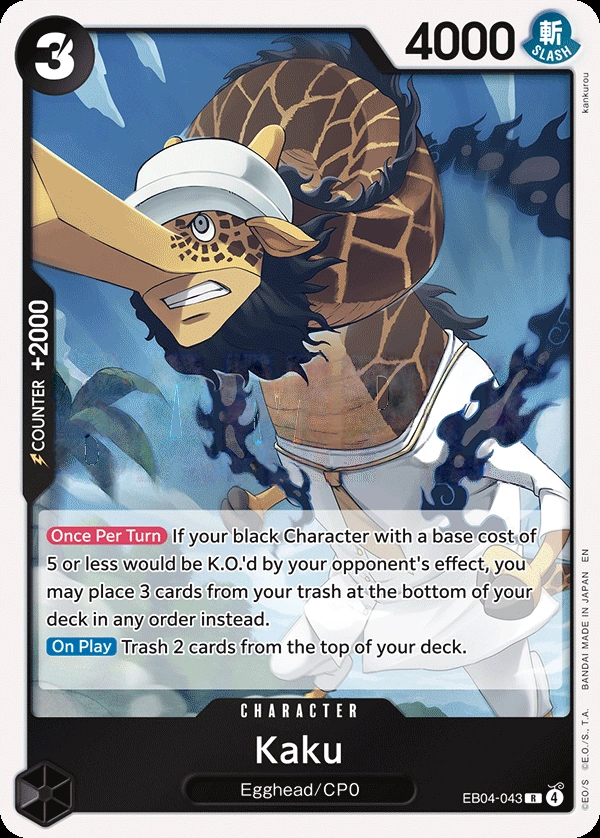 3
4000
斬
SLASH
kankurou
COUNTER +2000
Once Per Turn If your black Character with a base cost of
5 or less would be K.O.'d by your opponent's effect, you
may place 3 cards from your trash at the bottom of your
deck in any order instead.
On Play Trash 2 cards from the top of your deck.
CHARACTER
Kaku
Egghead/CP0
EB04-043 R 4
©EO/S ©E.O./S., T.A. BANDAI MADE IN JAPAN EN